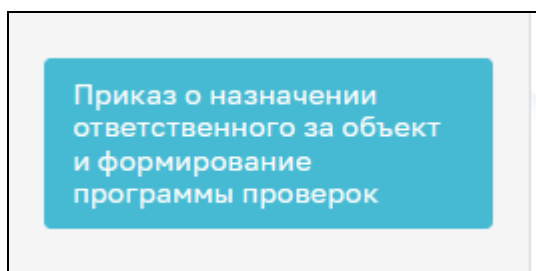 Приказ о назначении
ответственного за объект
и формирование
программы проверок